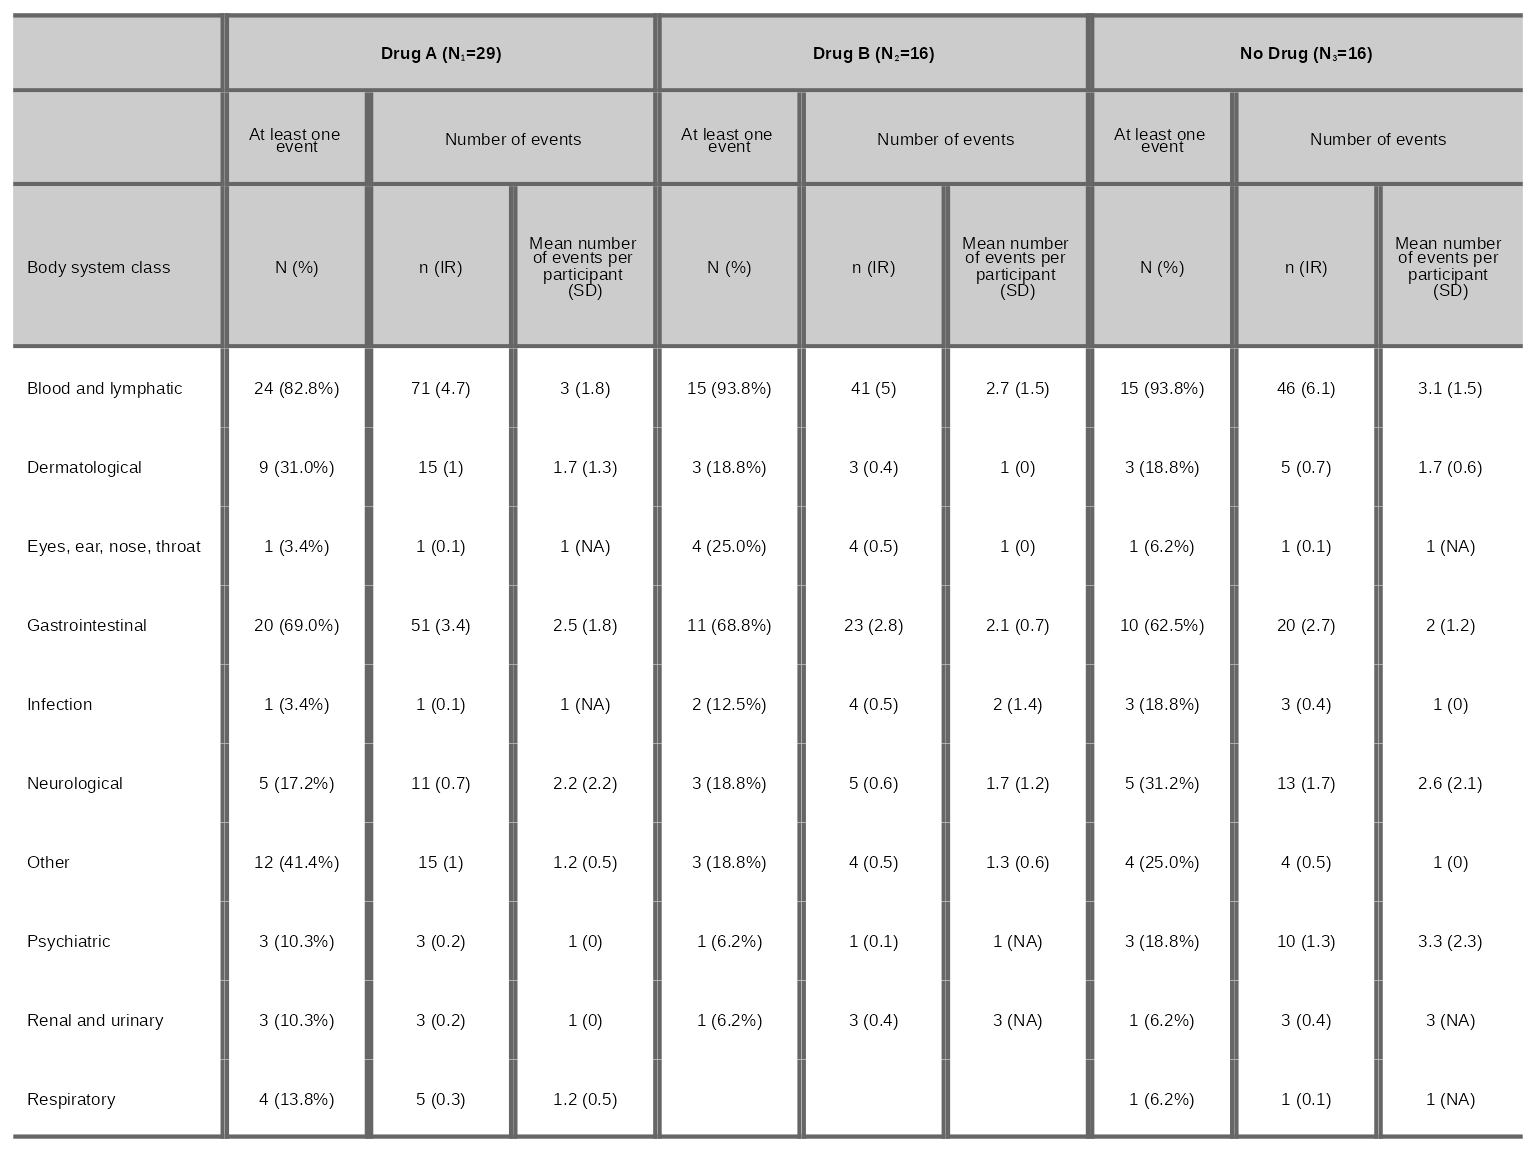 Drug A (N₁=29) Drug B (N₂=16) No Drug (N₃=16)
At least one
event Number of events At least one
event Number of events At least one
event Number of events
Body system class N (%) n (IR) Mean number
of events per
participant
(SD) N (%) n (IR) Mean number
of events per
participant
(SD) N (%) n (IR) Mean number
of events per
participant
(SD)
Blood and lymphatic 24 (82.8%) 71 (4.7) 3 (1.8) 15 (93.8%) 41 (5) 2.7 (1.5) 15 (93.8%) 46 (6.1) 3.1 (1.5)
Dermatological 9 (31.0%) 15 (1) 1.7 (1.3) 3 (18.8%) 3 (0.4) 1 (0) 3 (18.8%) 5 (0.7) 1.7 (0.6)
Eyes, ear, nose, throat 1 (3.4%) 1 (0.1) 1 (NA) 4 (25.0%) 4 (0.5) 1 (0) 1 (6.2%) 1 (0.1) 1 (NA)
Gastrointestinal 20 (69.0%) 51 (3.4) 2.5 (1.8) 11 (68.8%) 23 (2.8) 2.1 (0.7) 10 (62.5%) 20 (2.7) 2 (1.2)
Infection 1 (3.4%) 1 (0.1) 1 (NA) 2 (12.5%) 4 (0.5) 2 (1.4) 3 (18.8%) 3 (0.4) 1 (0)
Neurological 5 (17.2%) 11 (0.7) 2.2 (2.2) 3 (18.8%) 5 (0.6) 1.7 (1.2) 5 (31.2%) 13 (1.7) 2.6 (2.1)
Other 12 (41.4%) 15 (1) 1.2 (0.5) 3 (18.8%) 4 (0.5) 1.3 (0.6) 4 (25.0%) 4 (0.5) 1 (0)
Psychiatric 3 (10.3%) 3 (0.2) 1 (0) 1 (6.2%) 1 (0.1) 1 (NA) 3 (18.8%) 10 (1.3) 3.3 (2.3)
Renal and urinary 3 (10.3%) 3 (0.2) 1 (0) 1 (6.2%) 3 (0.4) 3 (NA) 1 (6.2%) 3 (0.4) 3 (NA)
Respiratory 4 (13.8%) 5 (0.3) 1.2 (0.5) 1 (6.2%) 1 (0.1) 1 (NA)